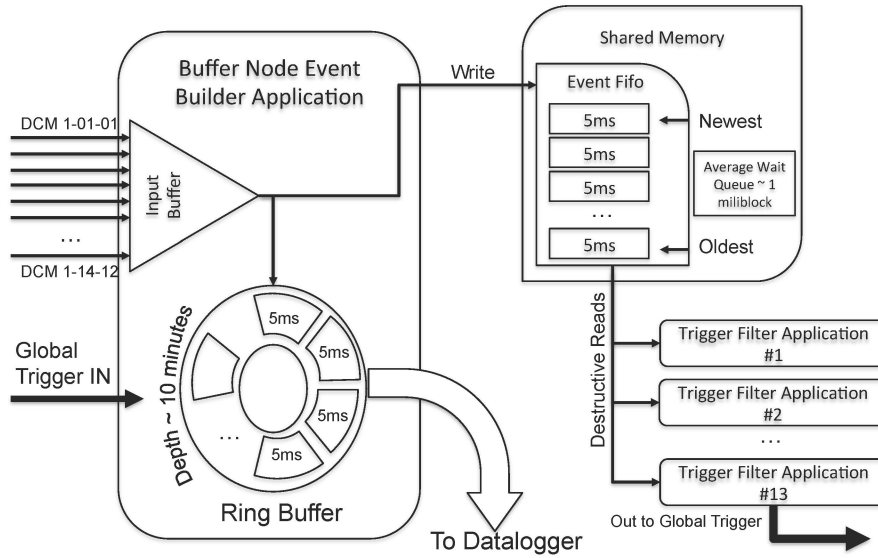 Buffer Node Event
Builder Application
DCM 1-01-01
Input
Buffer
...
DCM 1-14-12
Global
Trigger IN
Depth ~ 10 minutes
5ms
5ms
5ms
5ms
...
Ring Buffer
To Datalogger
Write
Shared Memory
Event Fifo
5ms
5ms
5ms
...
5ms
Newest
Average Wait
Queue ~ 1
miliblock
Oldest
Destructive Reads
Trigger Filter Application
#1
Trigger Filter Application
#2
...
Trigger Filter Application
#13
Out to Global Trigger